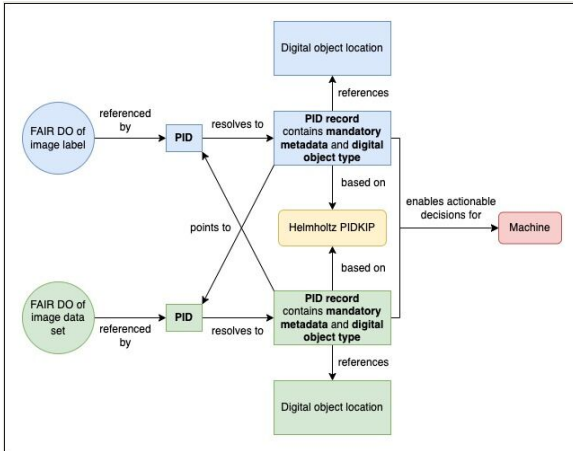 Digital object location
references
FAIR DO of
image label
referenced
by
PID
resolves to
PID record
contains mandatory
metadata and digital
object type
based on
enables actionable
decisions for
points to
Helmholtz PIDKIP
Machine
based on
FAIR DO of
image data
set
referenced
by
PID
resolves to
PID record
contains mandatory
metadata and digital
object type
references
Digital object location